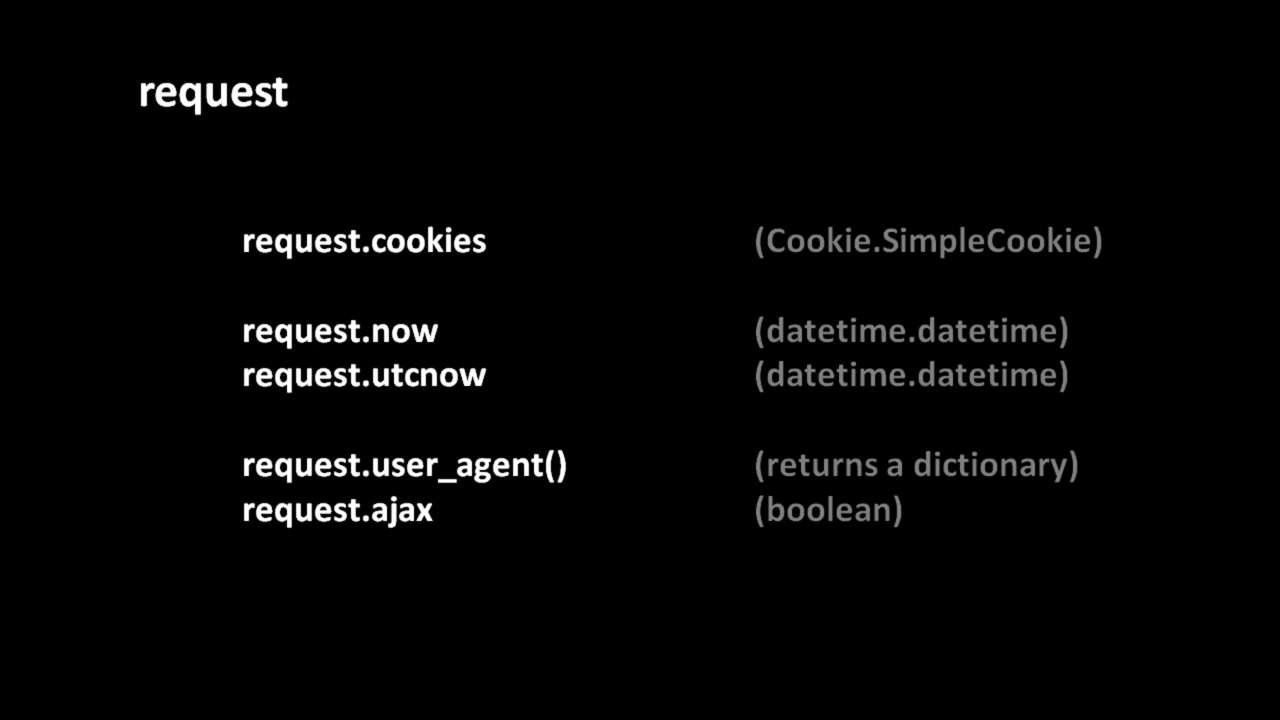 request
request.cookies (Cookie.SimpleCookie)
request.now (datetime.datetime)
request.utcnow (datetime.datetime)
request.user_agent() (returns a dictionary)
request.ajax (boolean)